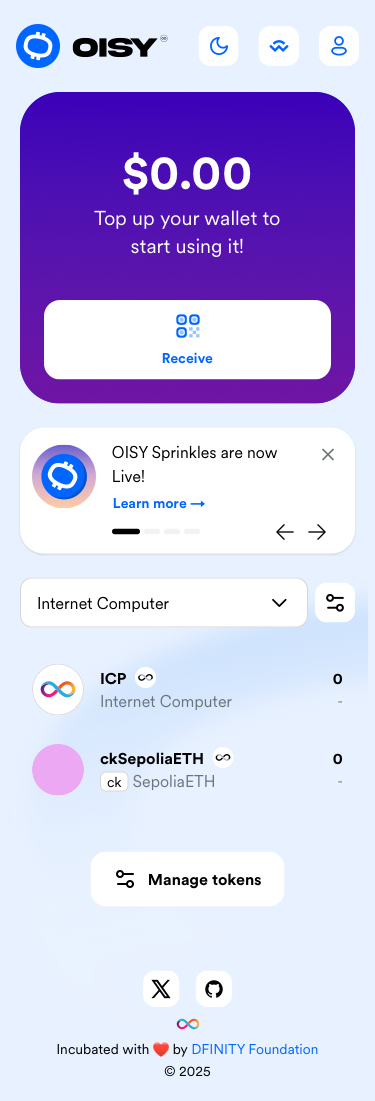 OISY
$0.00
Top up your wallet to
start using it!
Receive
OISY Sprinkles are now
Live!
Learn more →
Internet Computer
ICP
0
Internet Computer
-
ckSepoliaETH
0
ck SepoliaETH
-
Manage tokens
Incubated with ❤️ by DFINITY Foundation
© 2025